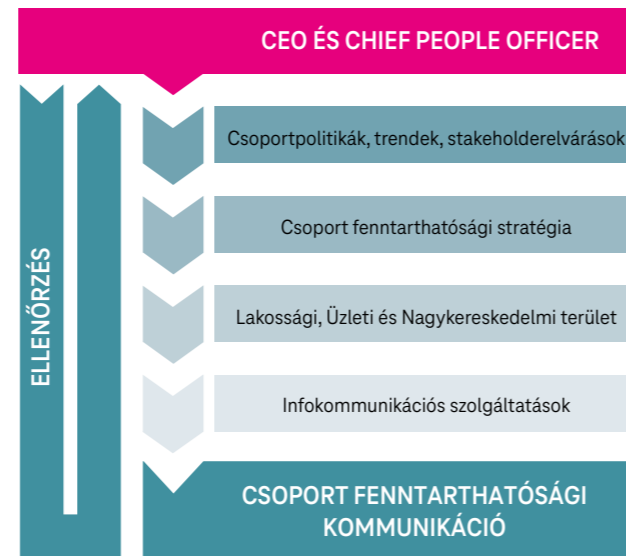 CEO ÉS CHIEF PEOPLE OFFICER
Csoportpolitikák, trendek, stakeholderelvárások
Csoport fenntarthatósági stratégia
Lakossági, Üzleti és Nagykereskedelmi terület
Infokommunikációs szolgáltatások
ELLENŐRZÉS
CSOPORT FENNTARTHATÓSÁGI
KOMMUNIKÁCIÓ